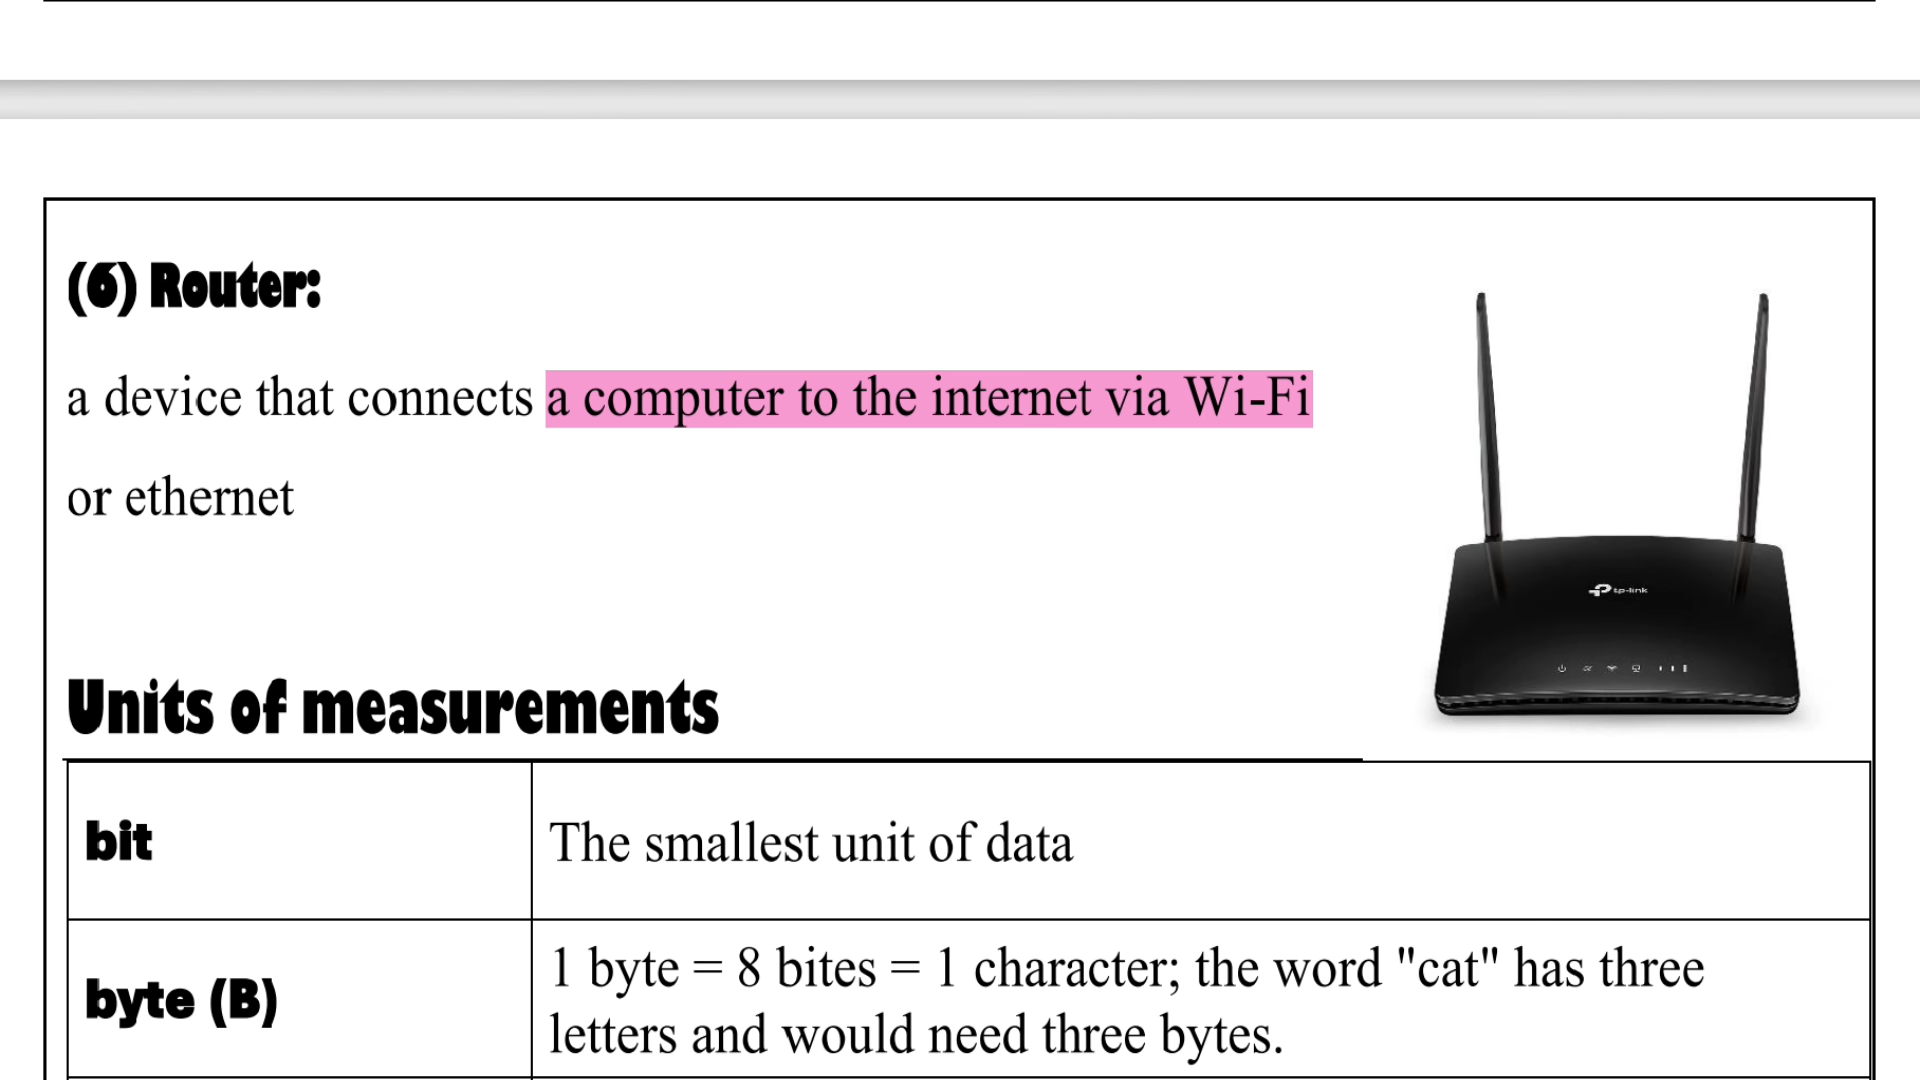 (6) Router:
a device that connects a computer to the internet via Wi-Fi
or ethernet
tp-link
Units of measurements
bit
The smallest unit of data
byte (B)
1 byte = 8 bites = 1 character; the word "cat" has three
letters and would need three bytes.